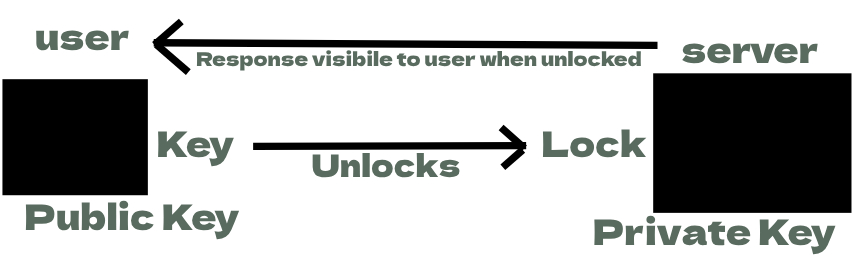 user
Response visibile to user when unlocked
server
Key
Unlocks
Lock
Public Key
Private Key